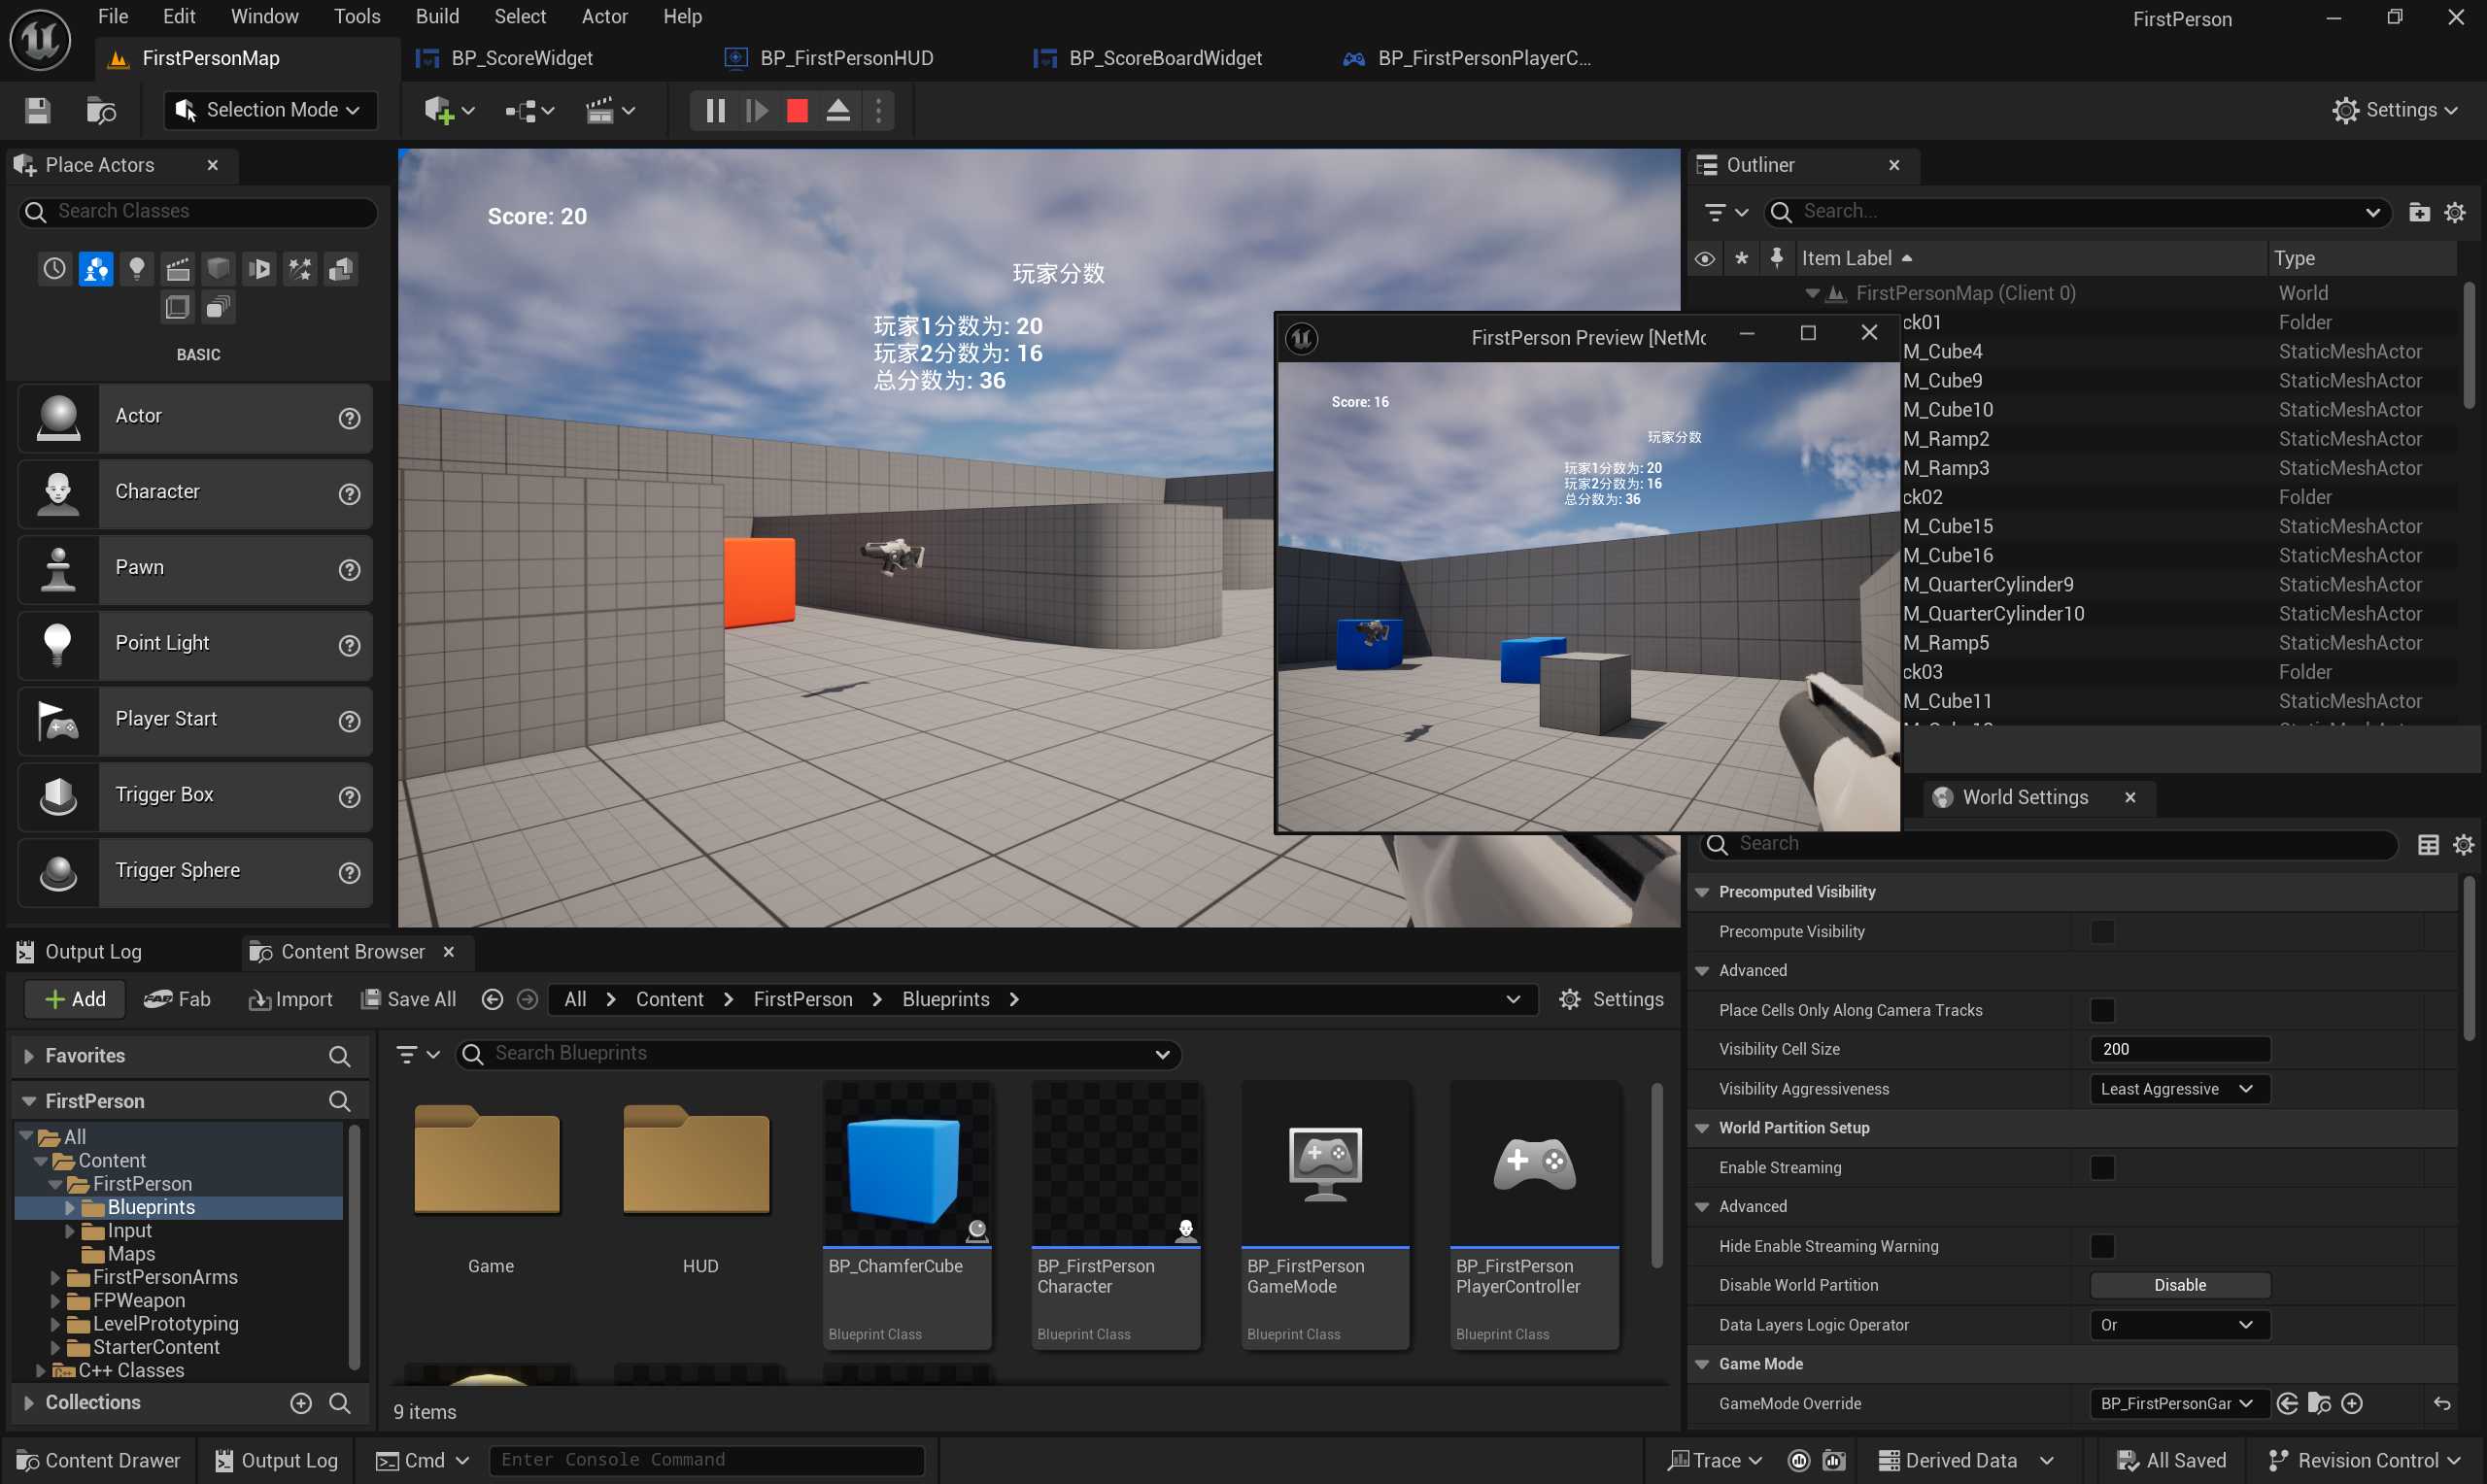 File Edit Window Tools Build Select Actor Help
FirstPerson
FirstPersonMap
BP_ScoreWidget
BP_FirstPersonHUD
BP_ScoreBoardWidget
BP_FirstPersonPlayerC...
Selection Mode
Settings
Place Actors
Search Classes
BASIC
Actor
Character
Pawn
Point Light
Player Start
Trigger Box
Trigger Sphere
Score: 20
玩家分数
玩家1分数为: 20
玩家2分数为: 16
总分数为: 36
FirstPerson Preview [NetMo
Score: 16
玩家分数
玩家1分数为: 20
玩家2分数为: 16
总分数为: 36
Outliner
Search...
Item Label Type
FirstPersonMap (Client 0) World
ck01 Folder
M_Cube4 StaticMeshActor
M_Cube9 StaticMeshActor
M_Cube10 StaticMeshActor
M_Ramp2 StaticMeshActor
M_Ramp3 StaticMeshActor
ck02 Folder
M_Cube15 StaticMeshActor
M_Cube16 StaticMeshActor
M_QuarterCylinder9 StaticMeshActor
M_QuarterCylinder10 StaticMeshActor
M_Ramp5 StaticMeshActor
ck03 Folder
M_Cube11 StaticMeshActor
World Settings
Search
Precomputed Visibility
Precompute Visibility
Advanced
Place Cells Only Along Camera Tracks
Visibility Cell Size 200
Visibility Aggressiveness Least Aggressive
World Partition Setup
Enable Streaming
Advanced
Hide Enable Streaming Warning
Disable World Partition Disable
Data Layers Logic Operator Or
Game Mode
GameMode Override BP_FirstPersonGar
Output Log
Content Browser
Add Fab Import Save All All Content FirstPerson Blueprints Settings
Favorites
FirstPerson
All
Content
FirstPerson
Blueprints
Input
Maps
FirstPersonArms
FPWeapon
LevelPrototyping
StarterContent
C++ Classes
Collections
Search Blueprints
Game
HUD
BP_ChamferCube
Blueprint Class
BP_FirstPerson
Character
Blueprint Class
BP_FirstPerson
GameMode
Blueprint Class
BP_FirstPerson
PlayerController
Blueprint Class
9 items
Content Drawer Output Log Cmd Enter Console Command Trace Derived Data All Saved Revision Control